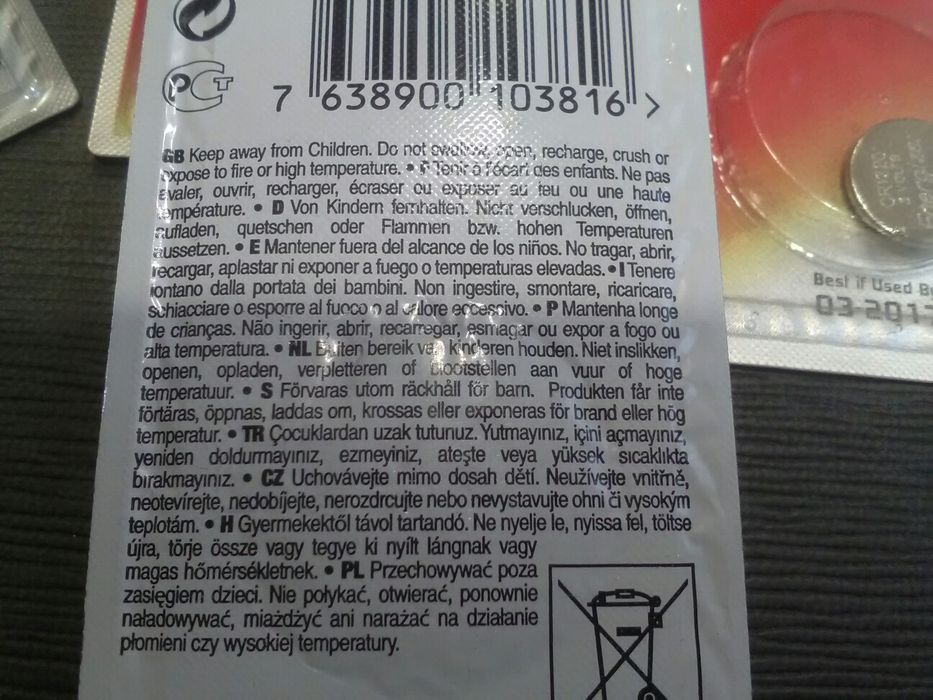 PCT
7 638900 103816 >
GB Keep away from Children. Do not swallow, open, recharge, crush or
expose to fire or high temperature. • F Tenir à l'écart des enfants. Ne pas
avaler, ouvrir, recharger, écraser ou exposer au feu ou une haute
température. • D Von Kindern fernhalten. Nicht verschlucken, öffnen,
aufladen, quetschen oder Flammen bzw. hohen Temperaturen
aussetzen. • E Mantener fuera del alcance de los niños. No tragar, abrir,
recargar, aplastar ni exponer a fuego o temperaturas elevadas. • I Tenere
lontano dalla portata dei bambini. Non ingestire, smontare, ricaricare,
schiacciare o esporre al fuoco o al calore eccessivo. • P Mantenha longe
de crianças. Não ingerir, abrir, recarregar, esmagar ou expor a fogo ou
alta temperatura. • NL Buiten bereik van kinderen houden. Niet inslikken,
openen, opladen, verpletteren of blootstellen aan vuur of hoge
temperatuur. • S Förvaras utom räckhåll för barn. Produkten får inte
förtäras, öppnas, laddas om, krossas eller exponeras för brand eller hög
temperatur. • TR Çocuklardan uzak tutunuz. Yutmayınız, içini açmayınız,
yeniden doldurmayınız, ezmeyiniz, ateşte veya yüksek sıcaklıkta
bırakmayınız. • CZ Uchovávejte mimo dosah dětí. Neužívejte vnitřně,
neotevírejte, nedobíjejte, nerozdrcujte nebo nevystavujte ohni či vysokým
teplotám. • H Gyermekektől távol tartandó. Ne nyelje le, nyissa fel, töltse
újra, törje össze vagy tegye ki nyílt lángnak vagy
magas hőmérsékletnek. • PL Przechowywać poza
zasięgiem dzieci. Nie połykać, otwierać, ponownie
naładowywać, miażdżyć ani narażać na działanie
płomieni czy wysokiej temperatury.
Best if Used By
03-2017